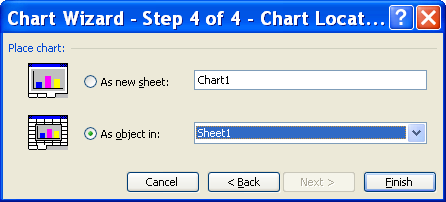 Chart Wizard - Step 4 of 4 - Chart Locat...
Place chart:
As new sheet: Chart1
As object in: Sheet1
Cancel < Back Next > Finish